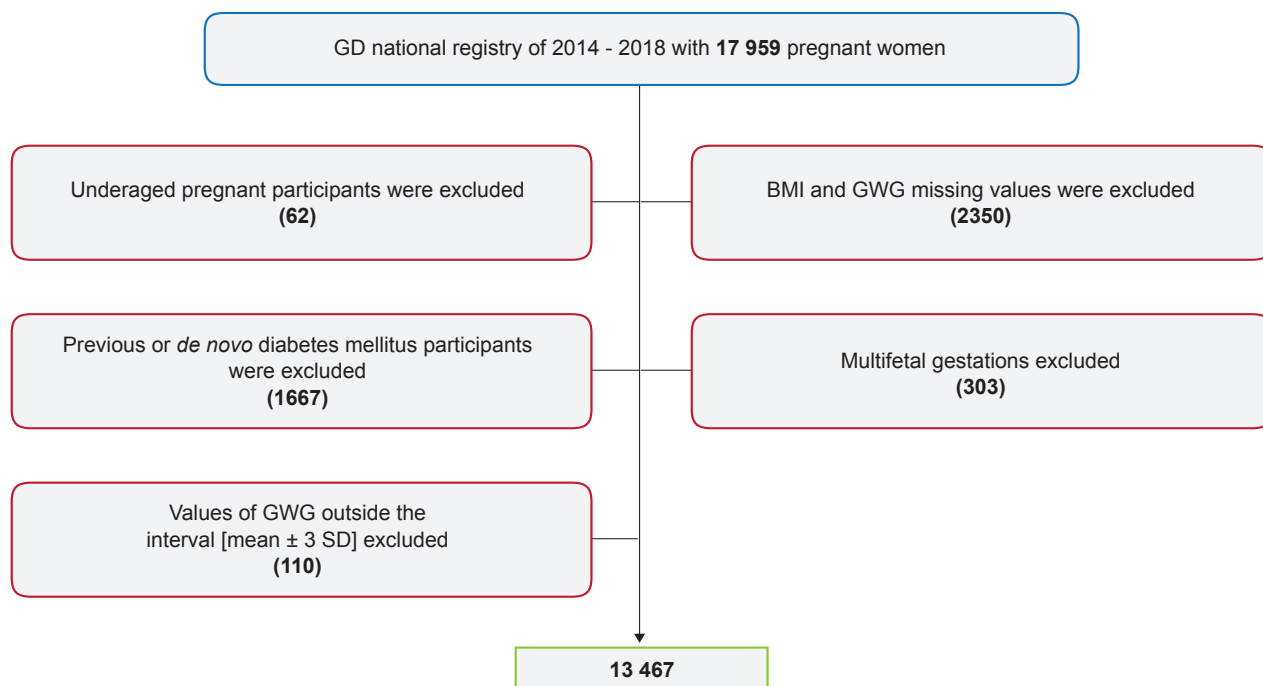 GD national registry of 2014 - 2018 with 17 959 pregnant women
Underaged pregnant participants were excluded
(62)
BMI and GWG missing values were excluded
(2350)
Previous or de novo diabetes mellitus participants
were excluded
(1667)
Multifetal gestations excluded
(303)
Values of GWG outside the
interval [mean ± 3 SD] excluded
(110)
13 467